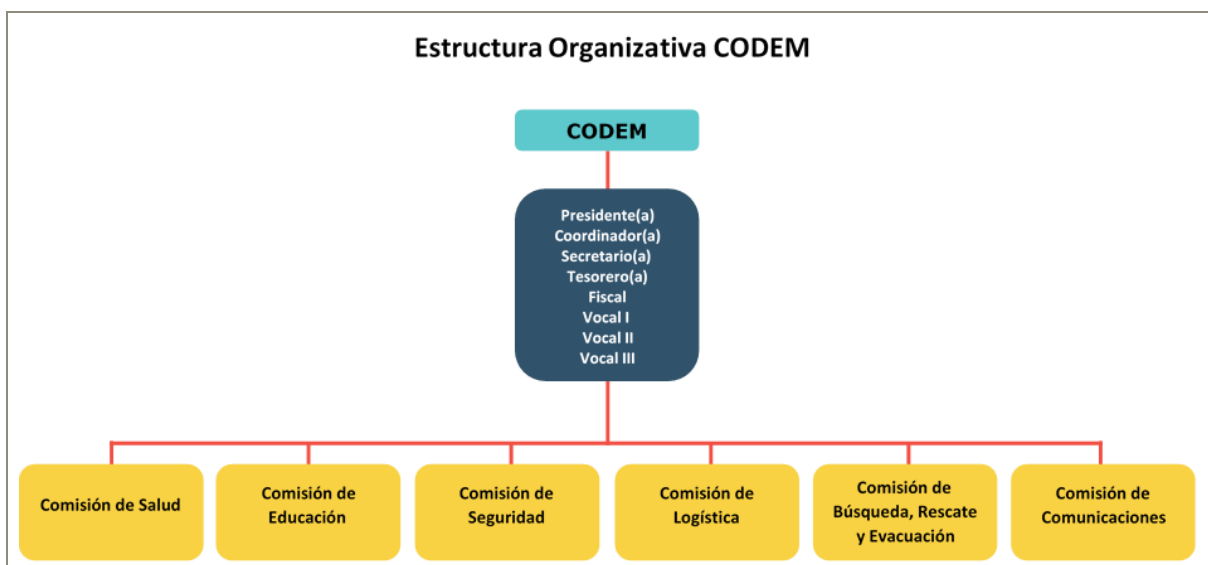 Estructura Organizativa CODEM
CODEM
Presidente(a)
Coordinador(a)
Secretario(a)
Tesorero(a)
Fiscal
Vocal I
Vocal II
Vocal III
Comisión de Salud
Comisión de
Educación
Comisión de
Seguridad
Comisión de
Logística
Comisión de
Búsqueda, Rescate
y Evacuación
Comisión de
Comunicaciones